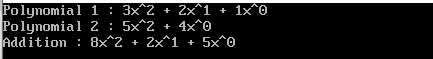 Polynomial 1 : 3x^2 + 2x^1 + 1x^0
Polynomial 2 : 5x^2 + 4x^0
Addition : 8x^2 + 2x^1 + 5x^0